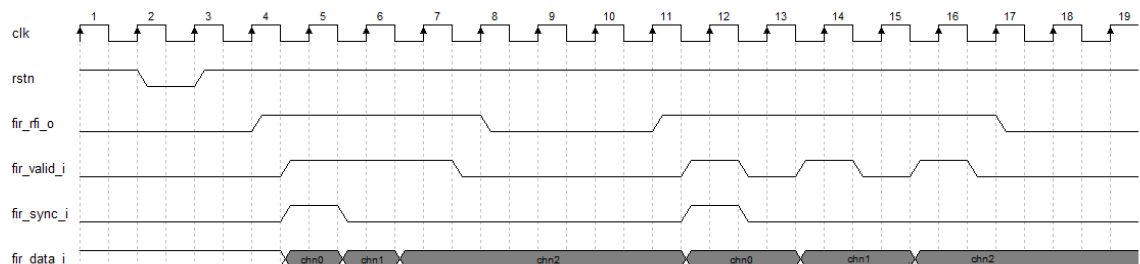 1 2 3 4 5 6 7 8 9 10 11 12 13 14 15 16 17 18 19
clk
rstn
fir_rfi_o
fir_valid_i
fir_sync_i
fir_data_i chn0 chn1 chn2 chn0 chn1 chn2